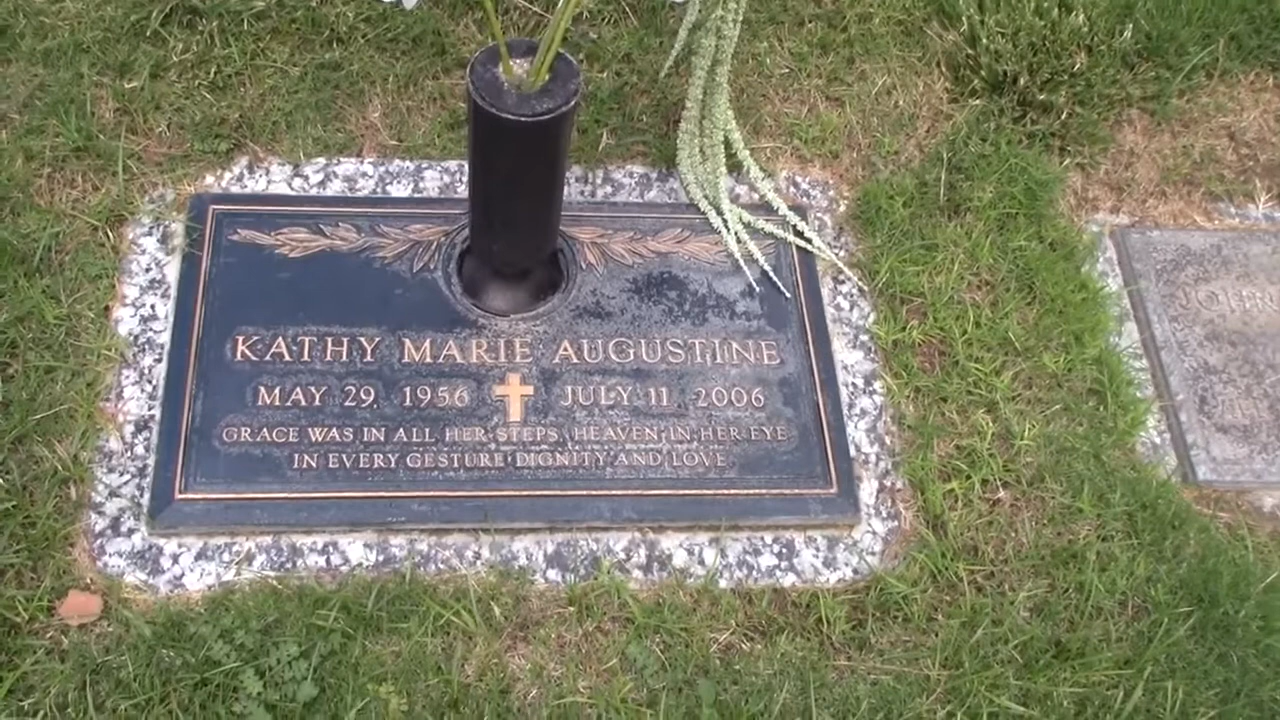 KATHY MARIE AUGUSTINE
MAY 29, 1956 JULY 11, 2006
GRACE WAS IN ALL HER STEPS, HEAVEN IN HER EYE
IN EVERY GESTURE DIGNITY AND LOVE
JOHN